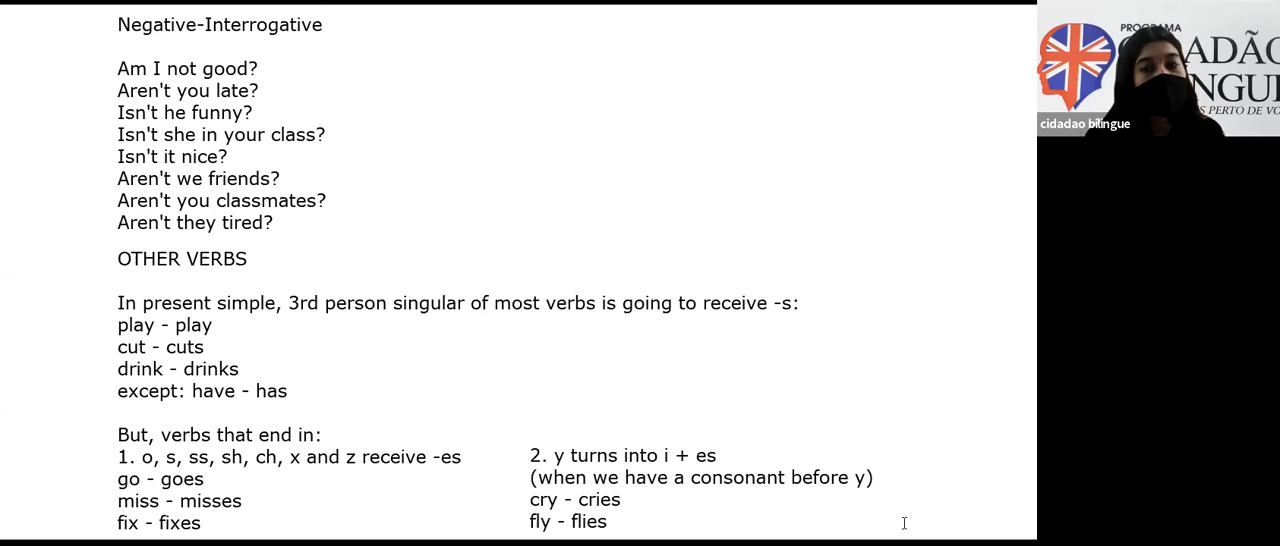 Negative-Interrogative
Am I not good?
Aren't you late?
Isn't he funny?
Isn't she in your class?
Isn't it nice?
Aren't we friends?
Aren't you classmates?
Aren't they tired?
OTHER VERBS
In present simple, 3rd person singular of most verbs is going to receive -s:
play - play
cut - cuts
drink - drinks
except: have - has
But, verbs that end in:
1. o, s, ss, sh, ch, x and z receive -es
go - goes
miss - misses
fix - fixes
2. y turns into i + es
(when we have a consonant before y)
cry - cries
fly - flies
cidadao bilingue